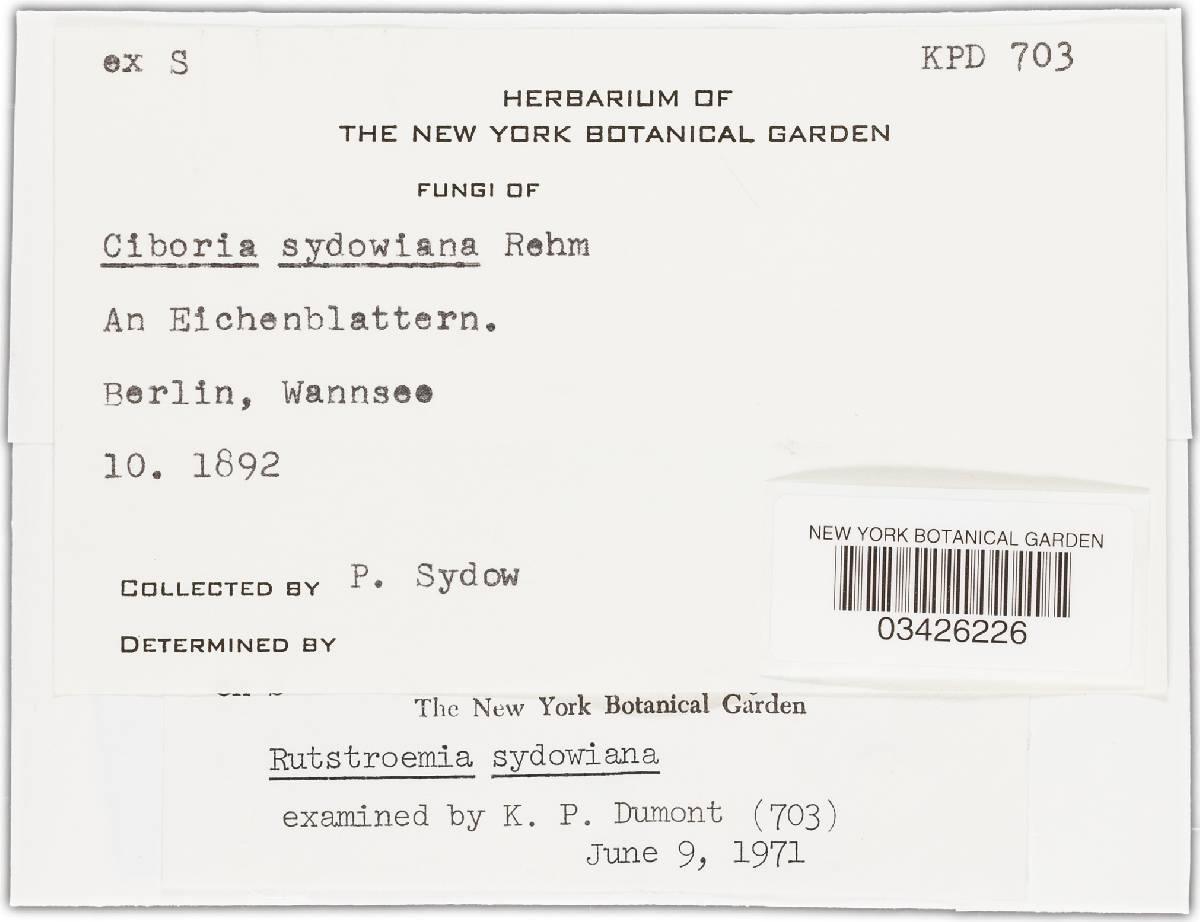 ex S
KPD 703
HERBARIUM OF
THE NEW YORK BOTANICAL GARDEN
FUNGI OF
Ciboria sydowiana Rehm
An Eichenblattern.
Berlin, Wannsee
10. 1892
COLLECTED BY P. Sydow
DETERMINED BY
NEW YORK BOTANICAL GARDEN
03426226
The New York Botanical Garden
Rutstroemia sydowiana
examined by K. P. Dumont (703)
June 9, 1971